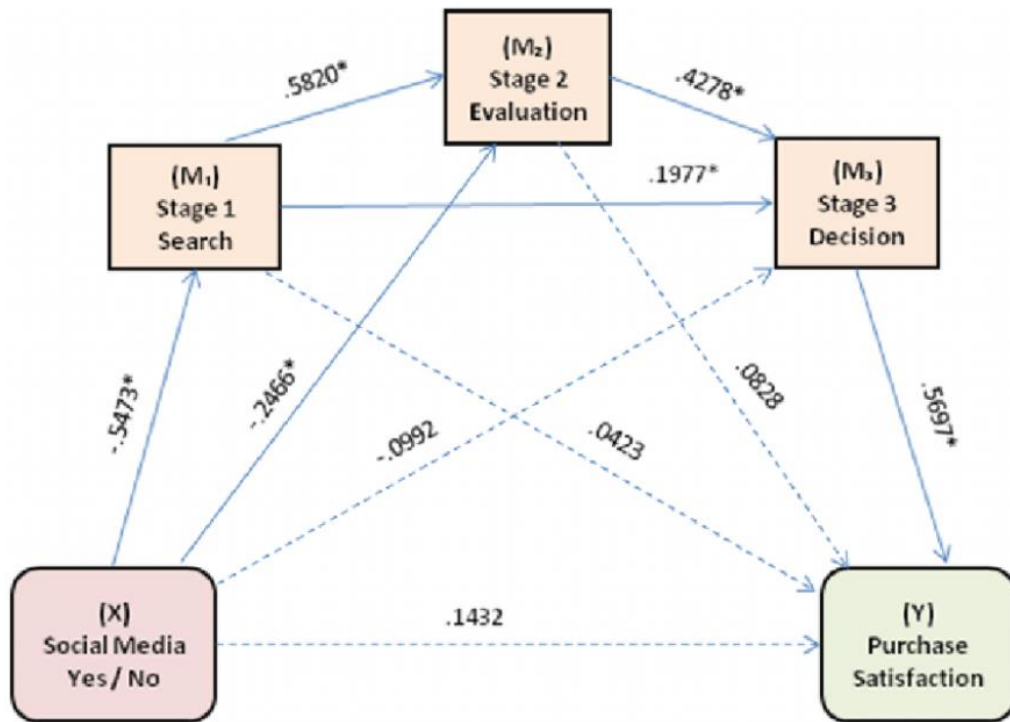 (M₂)
Stage 2
Evaluation
.5820*
.4278*
(M₁)
Stage 1
Search
.1977*
(M₃)
Stage 3
Decision
-.5473*
-.2466*
-.0992
.0423
.0828
.5697*
(X)
Social Media
Yes / No
.1432
(Y)
Purchase
Satisfaction